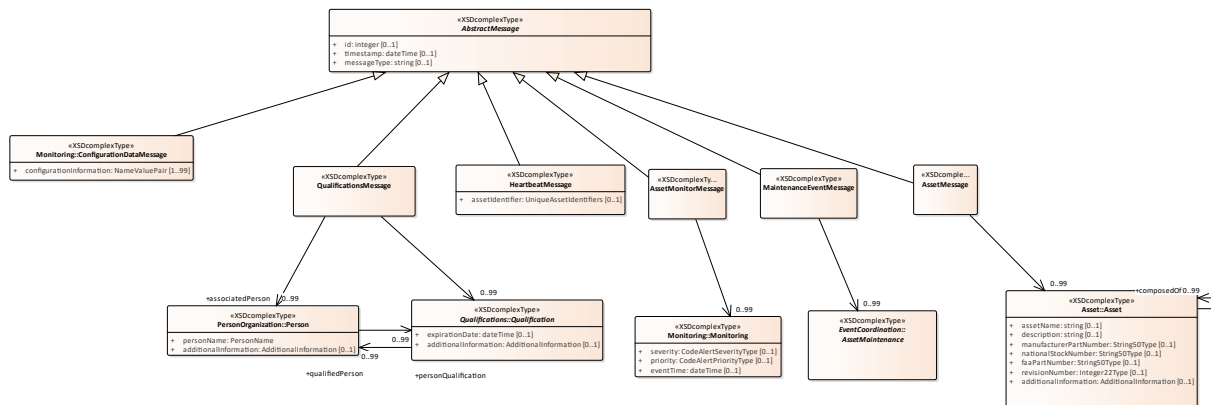 «XSDcomplexType»
AbstractMessage
+ id: integer [0..1]
+ timestamp: dateTime [0..1]
+ messageType: string [0..1]
«XSDcomplexType»
Monitoring::ConfigurationDataMessage
+ configurationInformation: NameValuePair [1..99]
«XSDcomplexType»
QualificationsMessage
«XSDcomplexType»
HeartbeatMessage
+ assetIdentifier: UniqueAssetIdentifiers [0..1]
«XSDcomplexTy...
AssetMonitorMessage
«XSDcomplexType»
MaintenanceEventMessage
«XSDcomple...
AssetMessage
+associatedPerson 0..99
0..99
0..99
0..99
0..99
+composedOf 0..99
«XSDcomplexType»
PersonOrganization::Person
+ personName: PersonName
+ additionalInformation: AdditionalInformation [0..1]
0..99
0..99
+qualifiedPerson
«XSDcomplexType»
Qualifications::Qualification
+ expirationDate: dateTime [0..1]
+ additionalInformation: AdditionalInformation [0..1]
+personQualification
«XSDcomplexType»
Monitoring::Monitoring
+ severity: CodeAlertSeverityType [0..1]
+ priority: CodeAlertPriorityType [0..1]
+ eventTime: dateTime [0..1]
«XSDcomplexType»
EventCoordination::
AssetMaintenance
«XSDcomplexType»
Asset::Asset
+ assetName: string [0..1]
+ description: string [0..1]
+ manufacturerPartNumber: String50Type [0..1]
+ nationalStockNumber: String50Type [0..1]
+ faaPartNumber: String50Type [0..1]
+ revisionNumber: Integer22Type [0..1]
+ additionalInformation: AdditionalInformation [0..1]